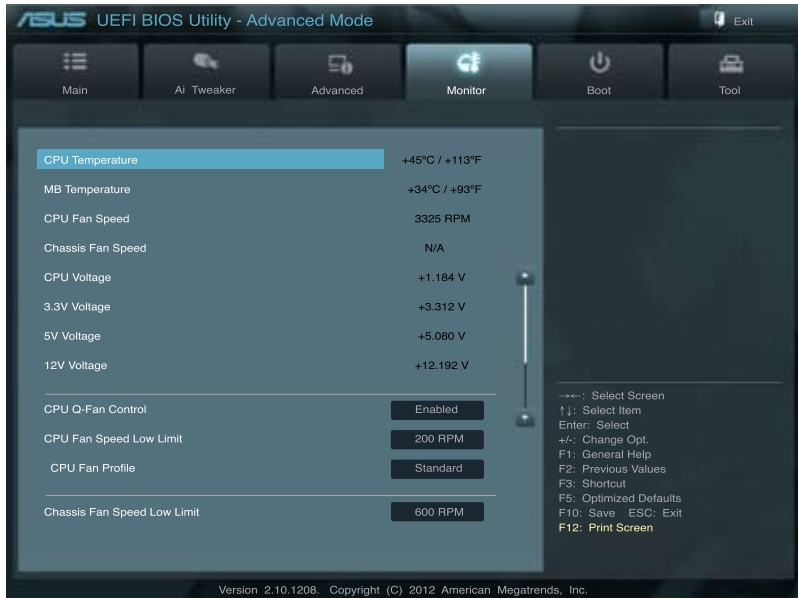 ASUS UEFI BIOS Utility - Advanced Mode
Exit
Main
Ai Tweaker
Advanced
Monitor
Boot
Tool
CPU Temperature +45ºC / +113ºF
MB Temperature +34ºC / +93ºF
CPU Fan Speed 3325 RPM
Chassis Fan Speed N/A
CPU Voltage +1.184 V
3.3V Voltage +3.312 V
5V Voltage +5.080 V
12V Voltage +12.192 V
CPU Q-Fan Control Enabled
CPU Fan Speed Low Limit 200 RPM
CPU Fan Profile Standard
Chassis Fan Speed Low Limit 600 RPM
→←: Select Screen
↑↓: Select Item
Enter: Select
+/-: Change Opt.
F1: General Help
F2: Previous Values
F3: Shortcut
F5: Optimized Defaults
F10: Save ESC: Exit
F12: Print Screen
Version 2.10.1208. Copyright (C) 2012 American Megatrends, Inc.